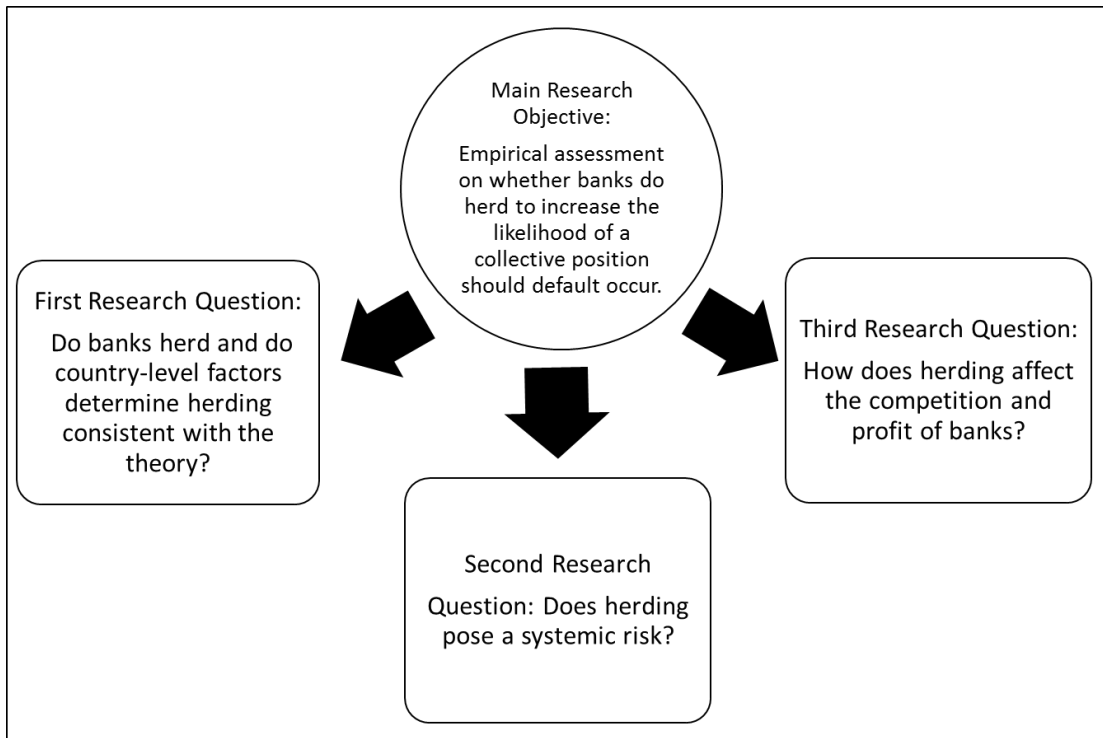 Main Research
Objective:
Empirical assessment
on whether banks do
herd to increase the
likelihood of a
collective position
should default occur.
First Research Question:
Do banks herd and do
country-level factors
determine herding
consistent with the
theory?
Second Research
Question: Does herding
pose a systemic risk?
Third Research Question:
How does herding affect
the competition and
profit of banks?